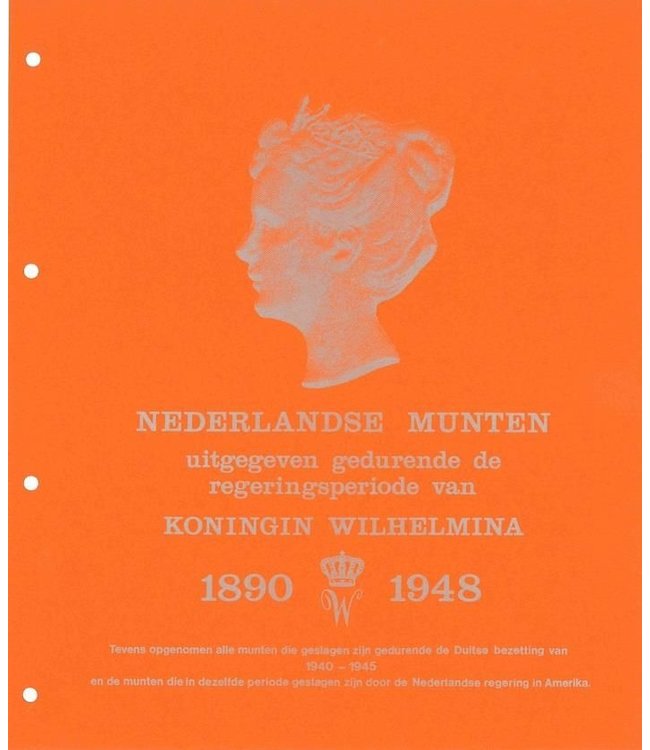 NEDERLANDSE MUNTEN
uitgegeven gedurende de
regeringsperiode van
KONINGIN WILHELMINA
1890 W 1948
Tevens opgenomen alle munten die geslagen zijn gedurende de Duitse bezetting van
1940 – 1945
en de munten die in dezelfde periode geslagen zijn door de Nederlandse regering in Amerika.